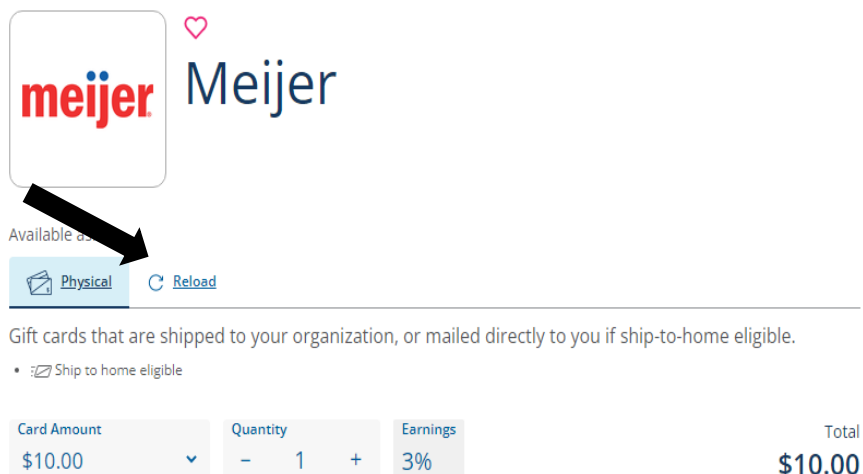 meijer
Meijer
Available as:
Physical
Reload
Gift cards that are shipped to your organization, or mailed directly to you if ship-to-home eligible.
• Ship to home eligible
Card Amount
Quantity
Earnings
Total
$10.00
− 1 +
3%
$10.00